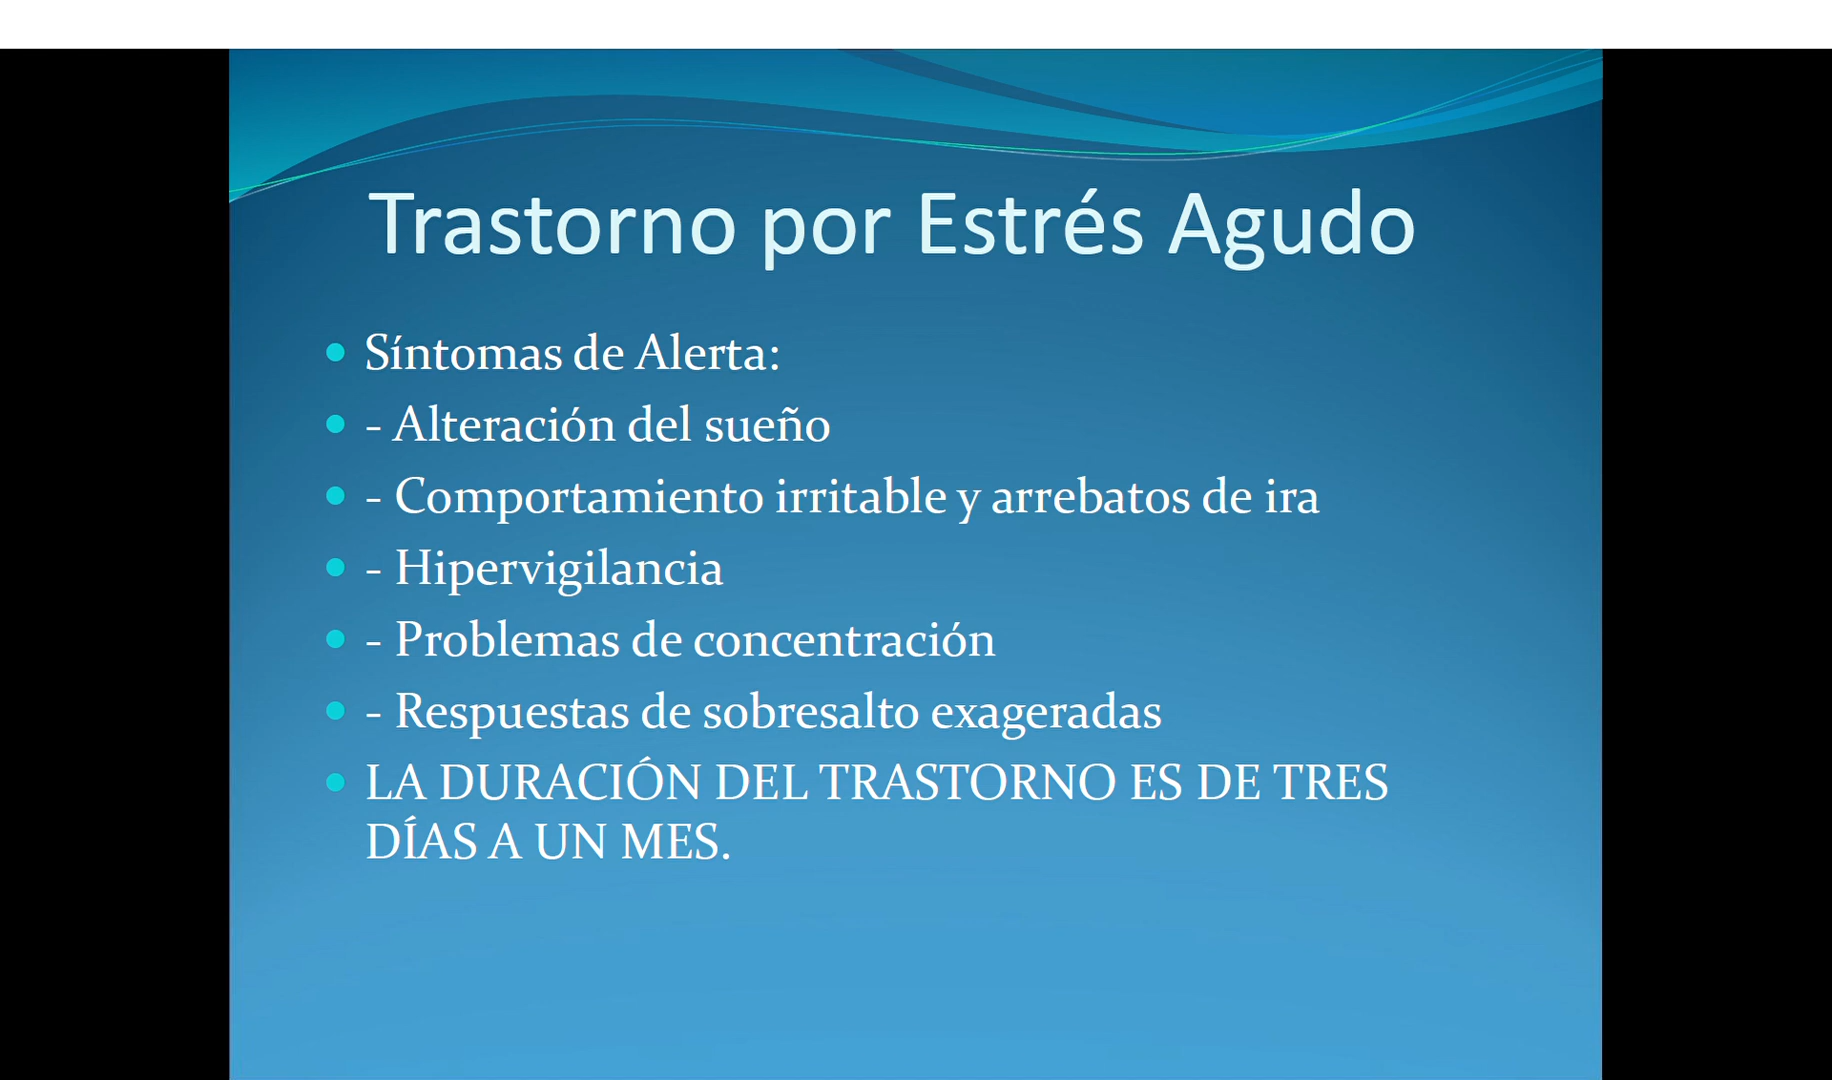 Trastorno por Estrés Agudo
Síntomas de Alerta:
- Alteración del sueño
- Comportamiento irritable y arrebatos de ira
- Hipervigilancia
- Problemas de concentración
- Respuestas de sobresalto exageradas
LA DURACIÓN DEL TRASTORNO ES DE TRES
DÍAS A UN MES.